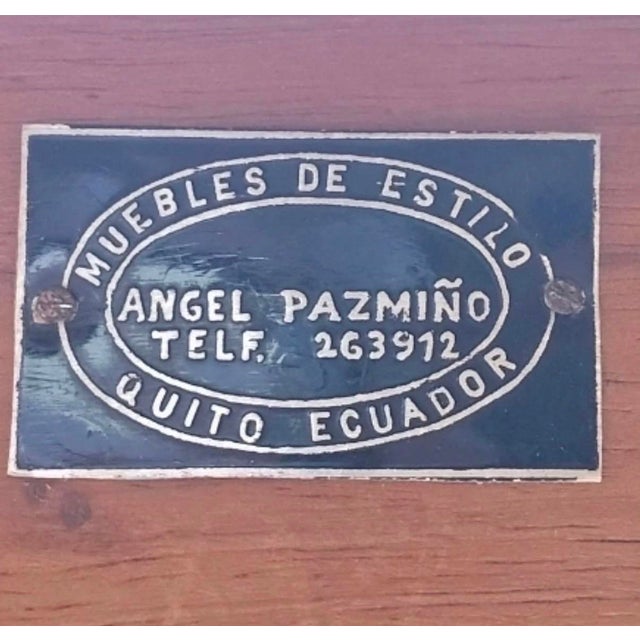 MUEBLES DE ESTILO
ANGEL PAZMIÑO
TELF. 263912
QUITO ECUADOR